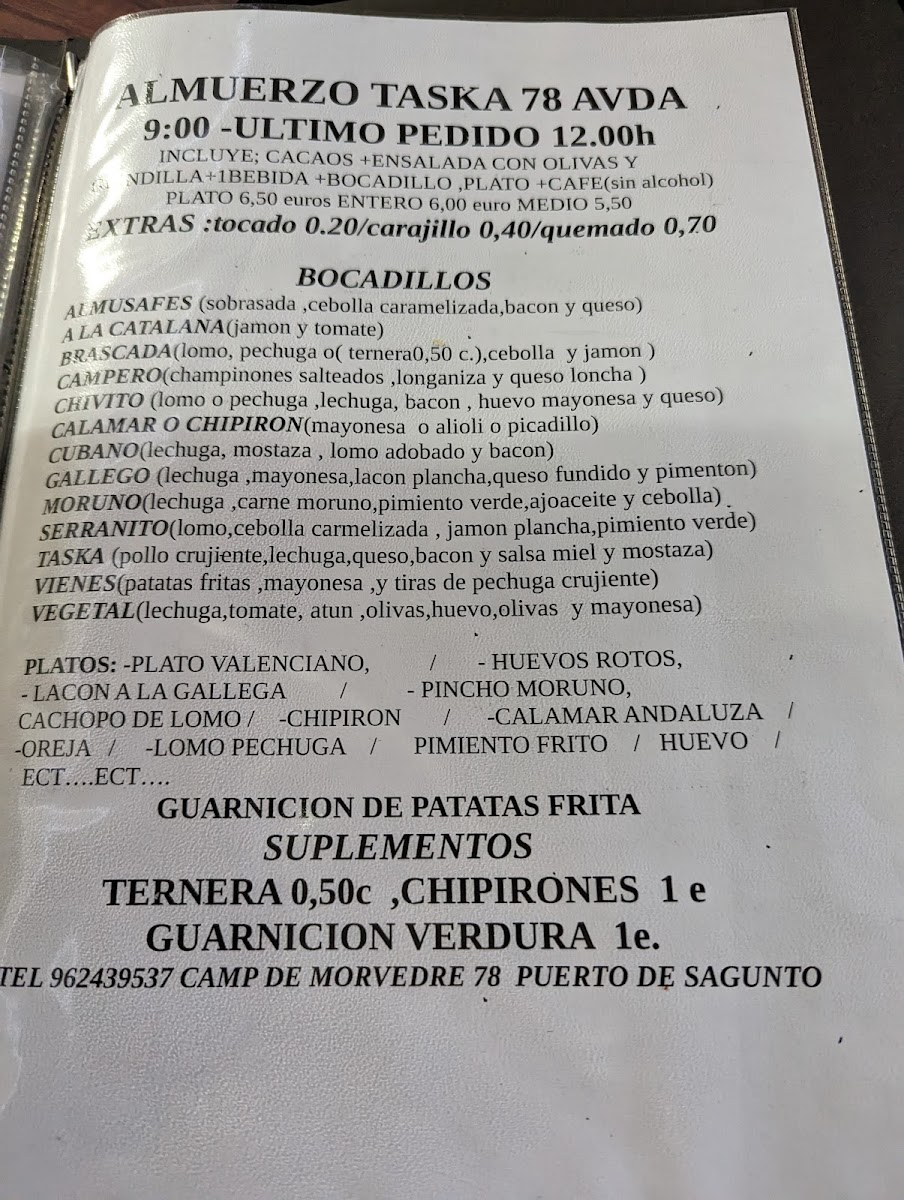 ALMUERZO TASKA 78 AVDA
9:00 -ULTIMO PEDIDO 12.00h
INCLUYE; CACAOS +ENSALADA CON OLIVAS Y
NDILLA+1BEBIDA +BOCADILLO ,PLATO +CAFE(sin alcohol)
PLATO 6,50 euros ENTERO 6,00 euro MEDIO 5,50
EXTRAS :tocado 0.20/carajillo 0,40/quemado 0,70
BOCADILLOS
ALMUSAFES (sobrasada ,cebolla caramelizada,bacon y queso)
A LA CATALANA(jamon y tomate)
BRASCADA(lomo, pechuga o( ternera0,50 c.),cebolla y jamon )
CAMPERO(champinones salteados ,longaniza y queso loncha )
CHIVITO (lomo o pechuga ,lechuga, bacon , huevo mayonesa y queso)
CALAMAR O CHIPIRON(mayonesa o alioli o picadillo)
CUBANO(lechuga, mostaza , lomo adobado y bacon)
GALLEGO (lechuga ,mayonesa,lacon plancha,queso fundido y pimenton)
MORUNO(lechuga ,carne moruno,pimiento verde,ajoaceite y cebolla)
SERRANITO(lomo,cebolla carmelizada , jamon plancha,pimiento verde)
TASKA (pollo crujiente,lechuga,queso,bacon y salsa miel y mostaza)
VIENES(patatas fritas ,mayonesa ,y tiras de pechuga crujiente)
VEGETAL(lechuga,tomate, atun ,olivas,huevo,olivas y mayonesa)
PLATOS: -PLATO VALENCIANO, / - HUEVOS ROTOS,
- LACON A LA GALLEGA / - PINCHO MORUNO,
CACHOPO DE LOMO / -CHIPIRON / -CALAMAR ANDALUZA /
-OREJA / -LOMO PECHUGA / PIMIENTO FRITO / HUEVO /
ECT....ECT....
GUARNICION DE PATATAS FRITA
SUPLEMENTOS
TERNERA 0,50c ,CHIPIRONES 1 e
GUARNICION VERDURA 1e.
TEL 962439537 CAMP DE MORVEDRE 78 PUERTO DE SAGUNTO